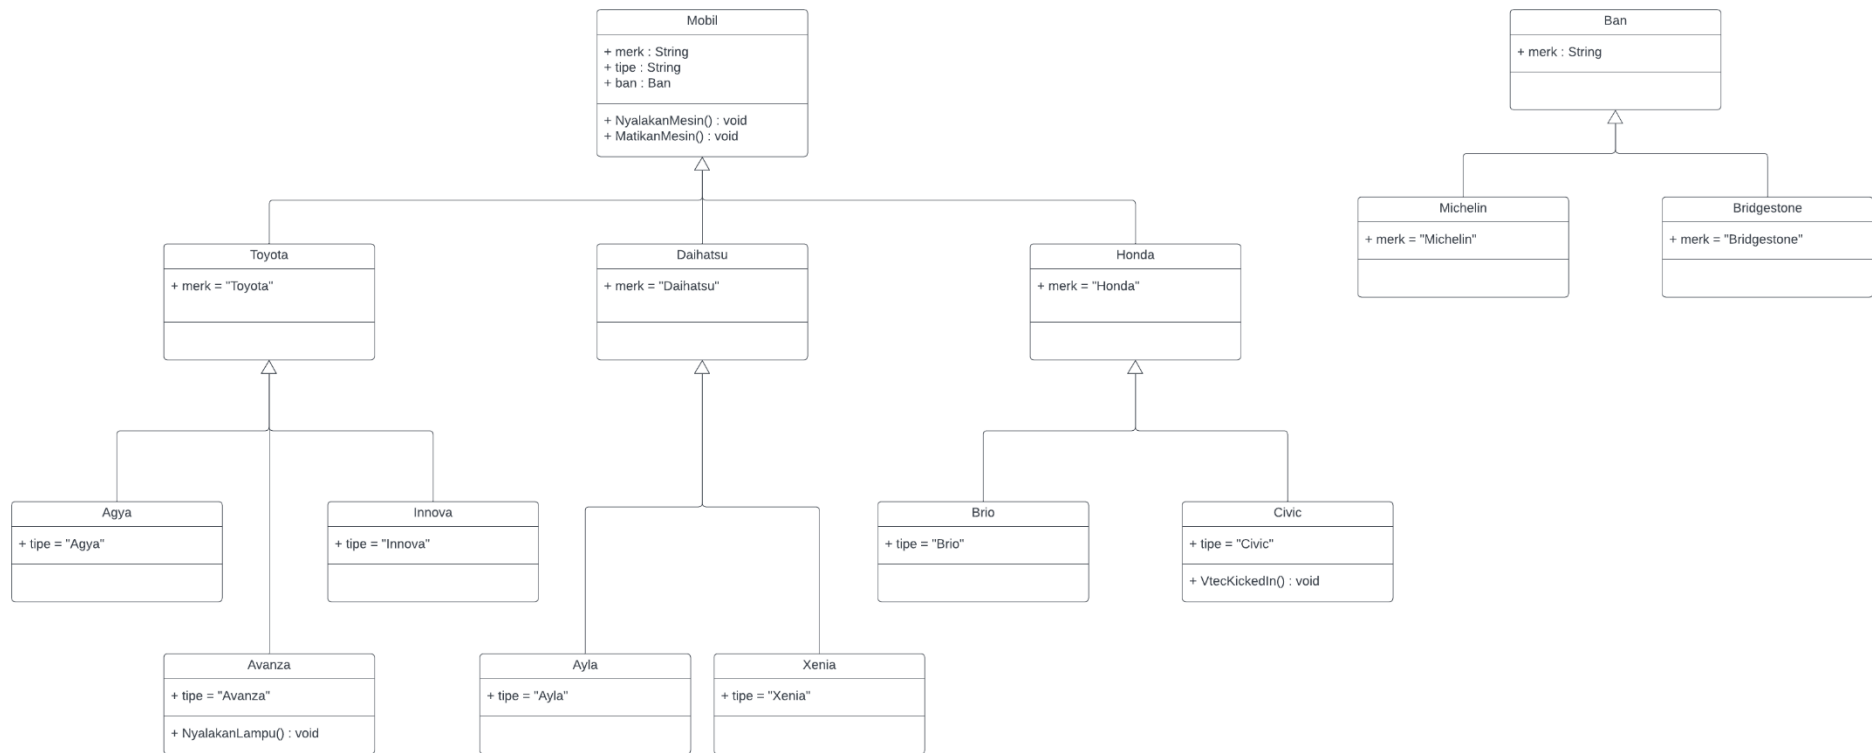 Mobil
+ merk : String
+ tipe : String
+ ban : Ban
+ NyalakanMesin() : void
+ MatikanMesin() : void
Ban
+ merk : String
Michelin
+ merk = "Michelin"
Bridgestone
+ merk = "Bridgestone"
Toyota
+ merk = "Toyota"
Daihatsu
+ merk = "Daihatsu"
Honda
+ merk = "Honda"
Agya
+ tipe = "Agya"
Innova
+ tipe = "Innova"
Brio
+ tipe = "Brio"
Civic
+ tipe = "Civic"
+ VtecKickedIn() : void
Avanza
+ tipe = "Avanza"
+ NyalakanLampu() : void
Ayla
+ tipe = "Ayla"
Xenia
+ tipe = "Xenia"